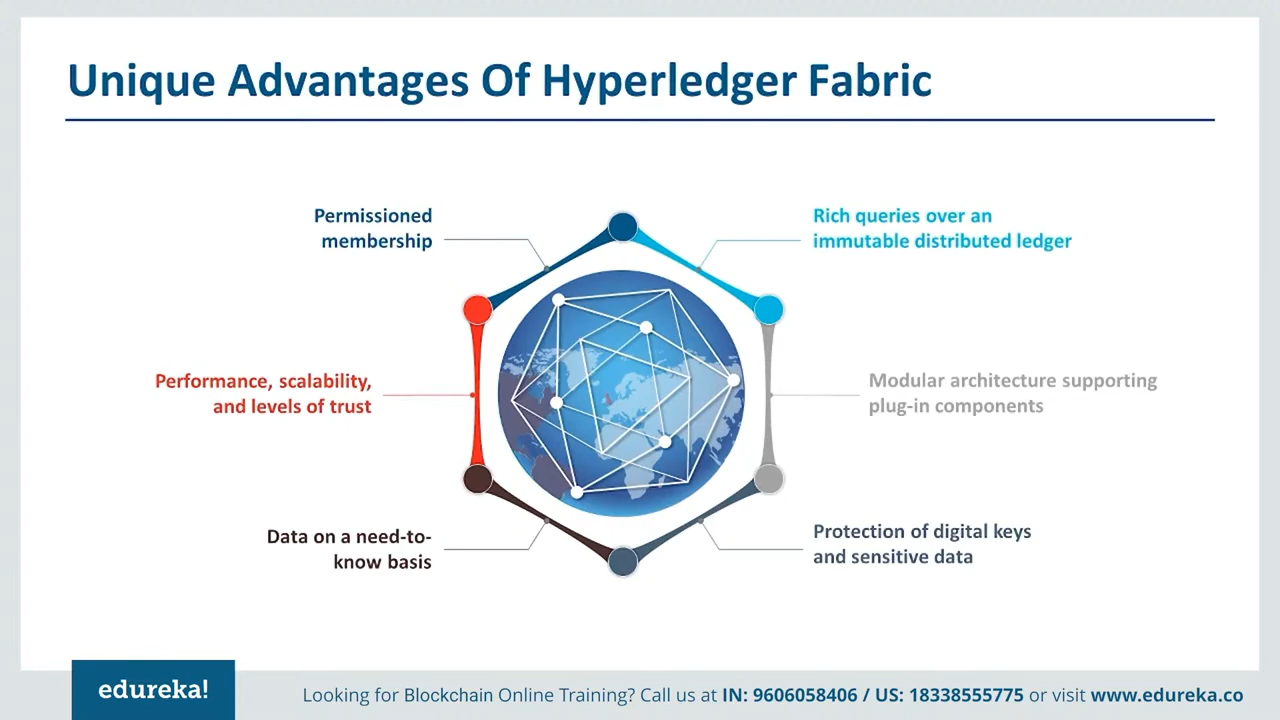 Unique Advantages Of Hyperledger Fabric
Permissioned
membership
Rich queries over an
immutable distributed ledger
Performance, scalability,
and levels of trust
Modular architecture supporting
plug-in components
Data on a need-to-
know basis
Protection of digital keys
and sensitive data
edureka!
Looking for Blockchain Online Training? Call us at IN: 9606058406 / US: 18338555775 or visit www.edureka.co